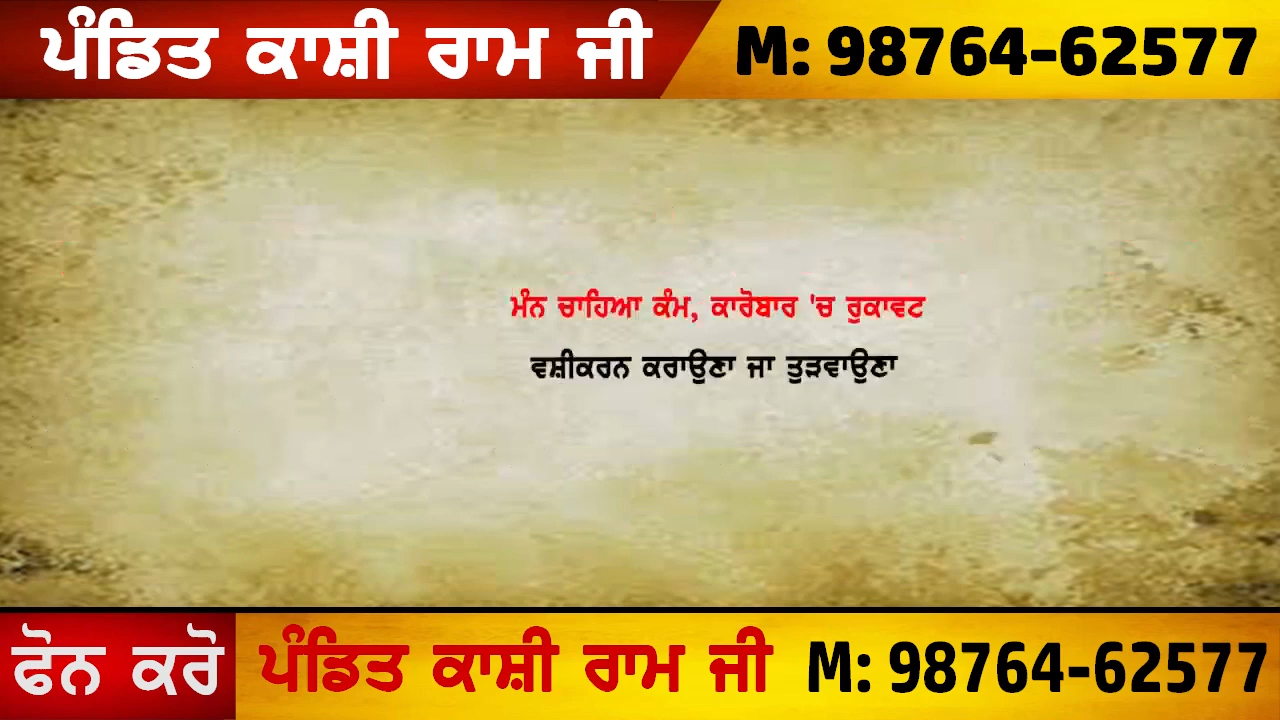 ਪੰਡਿਤ ਕਾਸ਼ੀ ਰਾਮ ਜੀ M: 98764-62577
ਮੰਨ ਚਾਹਿਆ ਕੰਮ, ਕਾਰੋਬਾਰ 'ਚ ਰੁਕਾਵਟ
ਵਸ਼ੀਕਰਨ ਕਰਾਉਣਾ ਜਾ ਤੁੜਵਾਉਣਾ
ਫੋਨ ਕਰੋ ਪੰਡਿਤ ਕਾਸ਼ੀ ਰਾਮ ਜੀ M: 98764-62577